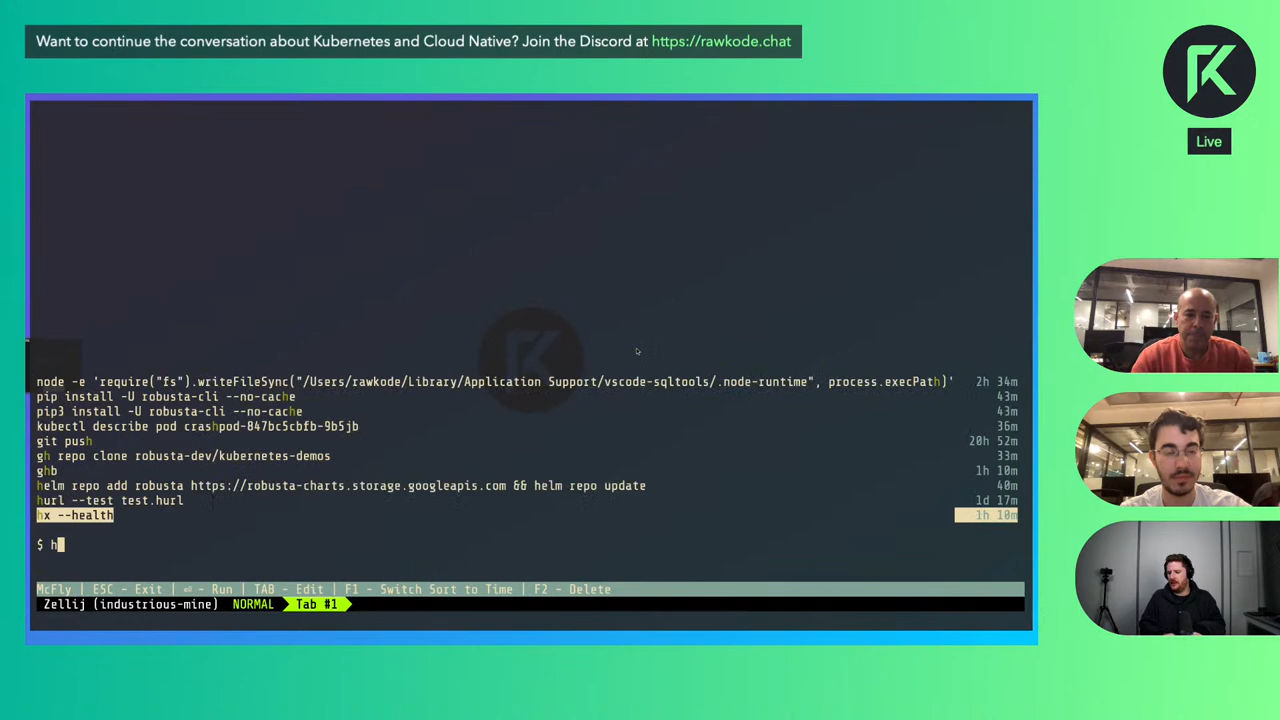 Want to continue the conversation about Kubernetes and Cloud Native? Join the Discord at https://rawkode.chat
Live
node -e 'require("fs").writeFileSync("/Users/rawkode/Library/Application Support/vscode-sqltools/.node-runtime", process.execPath)' 2h 34m
pip install -U robusta-cli --no-cache 43m
pip3 install -U robusta-cli --no-cache 43m
kubectl describe pod crashpod-847bc5cbfb-9b5jb 36m
git push 20h 52m
gh repo clone robusta-dev/kubernetes-demos 33m
ghb 1h 10m
helm repo add robusta https://robusta-charts.storage.googleapis.com && helm repo update 40m
hurl --test test.hurl 1d 17m
hx --health 1h 10m
$ h
McFly | ESC - Exit | ⏎ - Run | TAB - Edit | F1 - Switch Sort to Time | F2 - Delete
Zellij (industrious-mine) NORMAL Tab #1